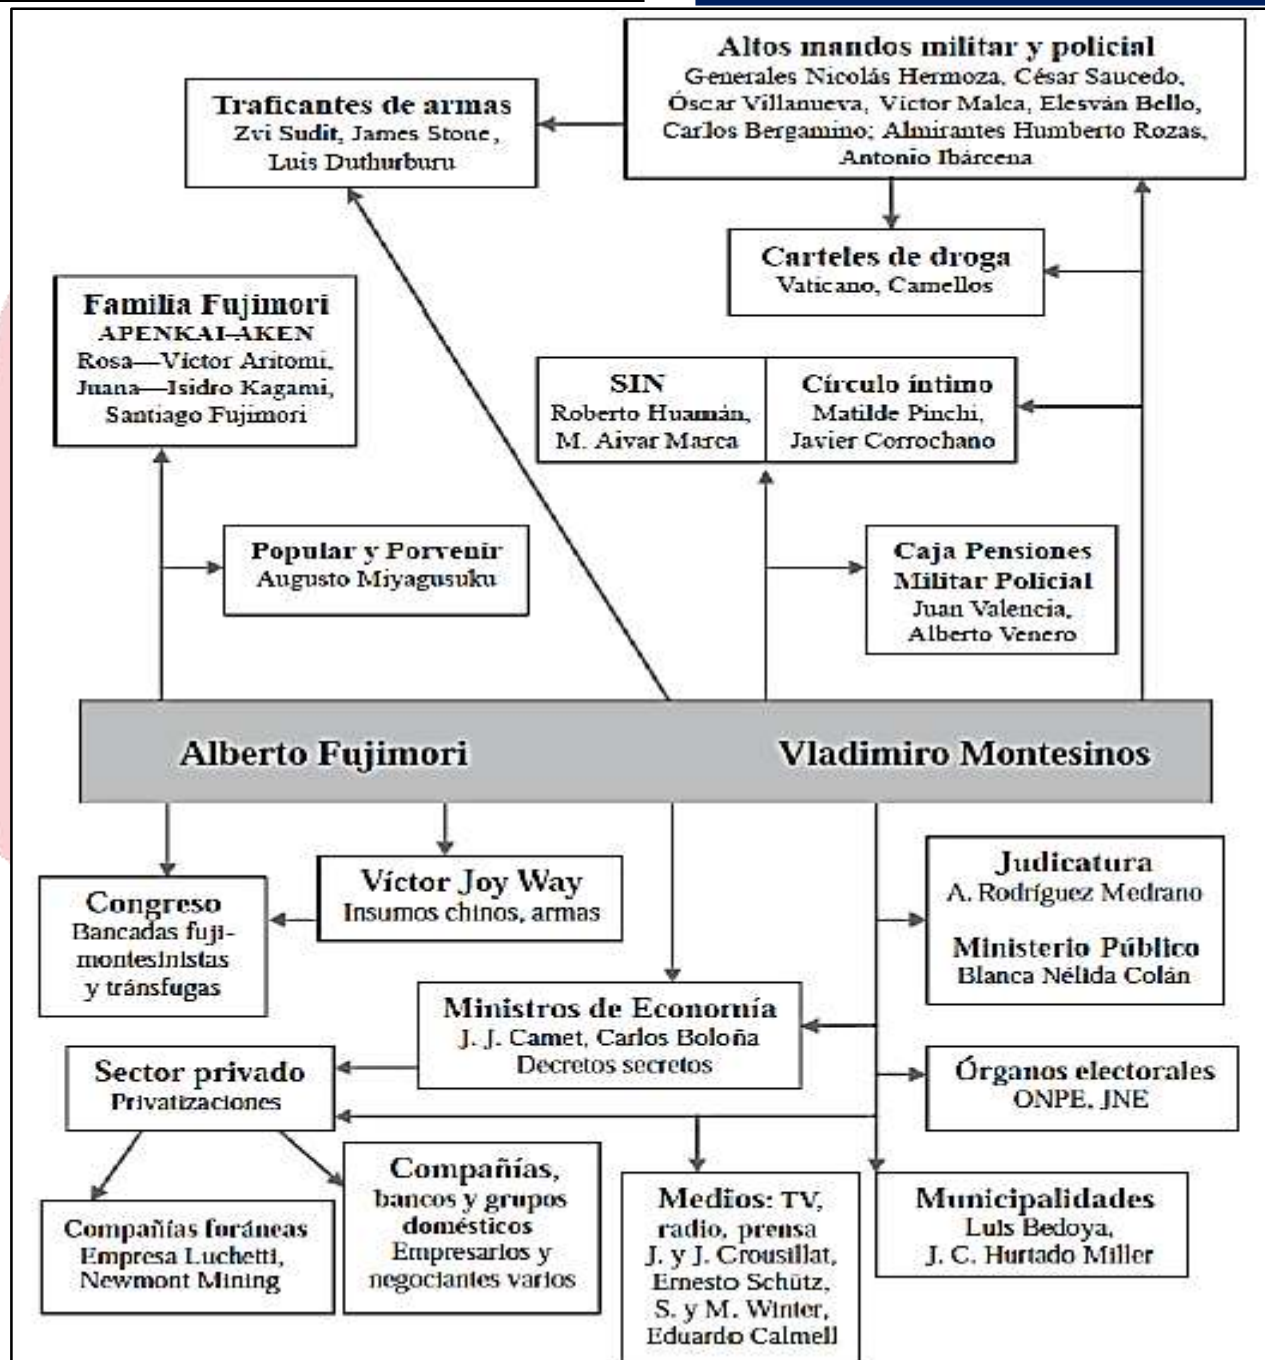 Altos mandos militar y policial
Generales Nicolás Hermoza, César Saucedo,
Óscar Villanueva, Víctor Malca, Elesván Bello,
Carlos Bergamino; Almirantes Humberto Rozas,
Antonio Ibárcena
Traficantes de armas
Zvi Sudit, James Stone,
Luis Duthurburu
Carteles de droga
Vaticano, Camellos
Familia Fujimori
APENKAI-AKEN
Rosa—Víctor Aritomi,
Juana—Isidro Kagami,
Santiago Fujimori
SIN
Roberto Huamán,
M. Aivar Marca
Círculo íntimo
Matilde Pinchi,
Javier Corrochano
Popular y Porvenir
Augusto Miyagusuku
Caja Pensiones
Militar Policial
Juan Valencia,
Alberto Venero
Alberto Fujimori
Vladimiro Montesinos
Congreso
Bancadas fuji-
montesinistas
y tránsfugas
Víctor Joy Way
Insumos chinos, armas
Judicatura
A. Rodríguez Medrano
Ministerio Público
Blanca Nélida Colán
Ministros de Economía
J. J. Camet, Carlos Boloña
Decretos secretos
Sector privado
Privatizaciones
Órganos electorales
ONPE, JNE
Compañías foráneas
Empresa Luchetti,
Newmont Mining
Compañías,
bancos y grupos
domésticos
Empresarios y
negociantes varios
Medios: TV,
radio, prensa
J. y J. Crousillat,
Ernesto Schütz,
S. y M. Winter,
Eduardo Calmell
Municipalidades
Luis Bedoya,
J. C. Hurtado Miller